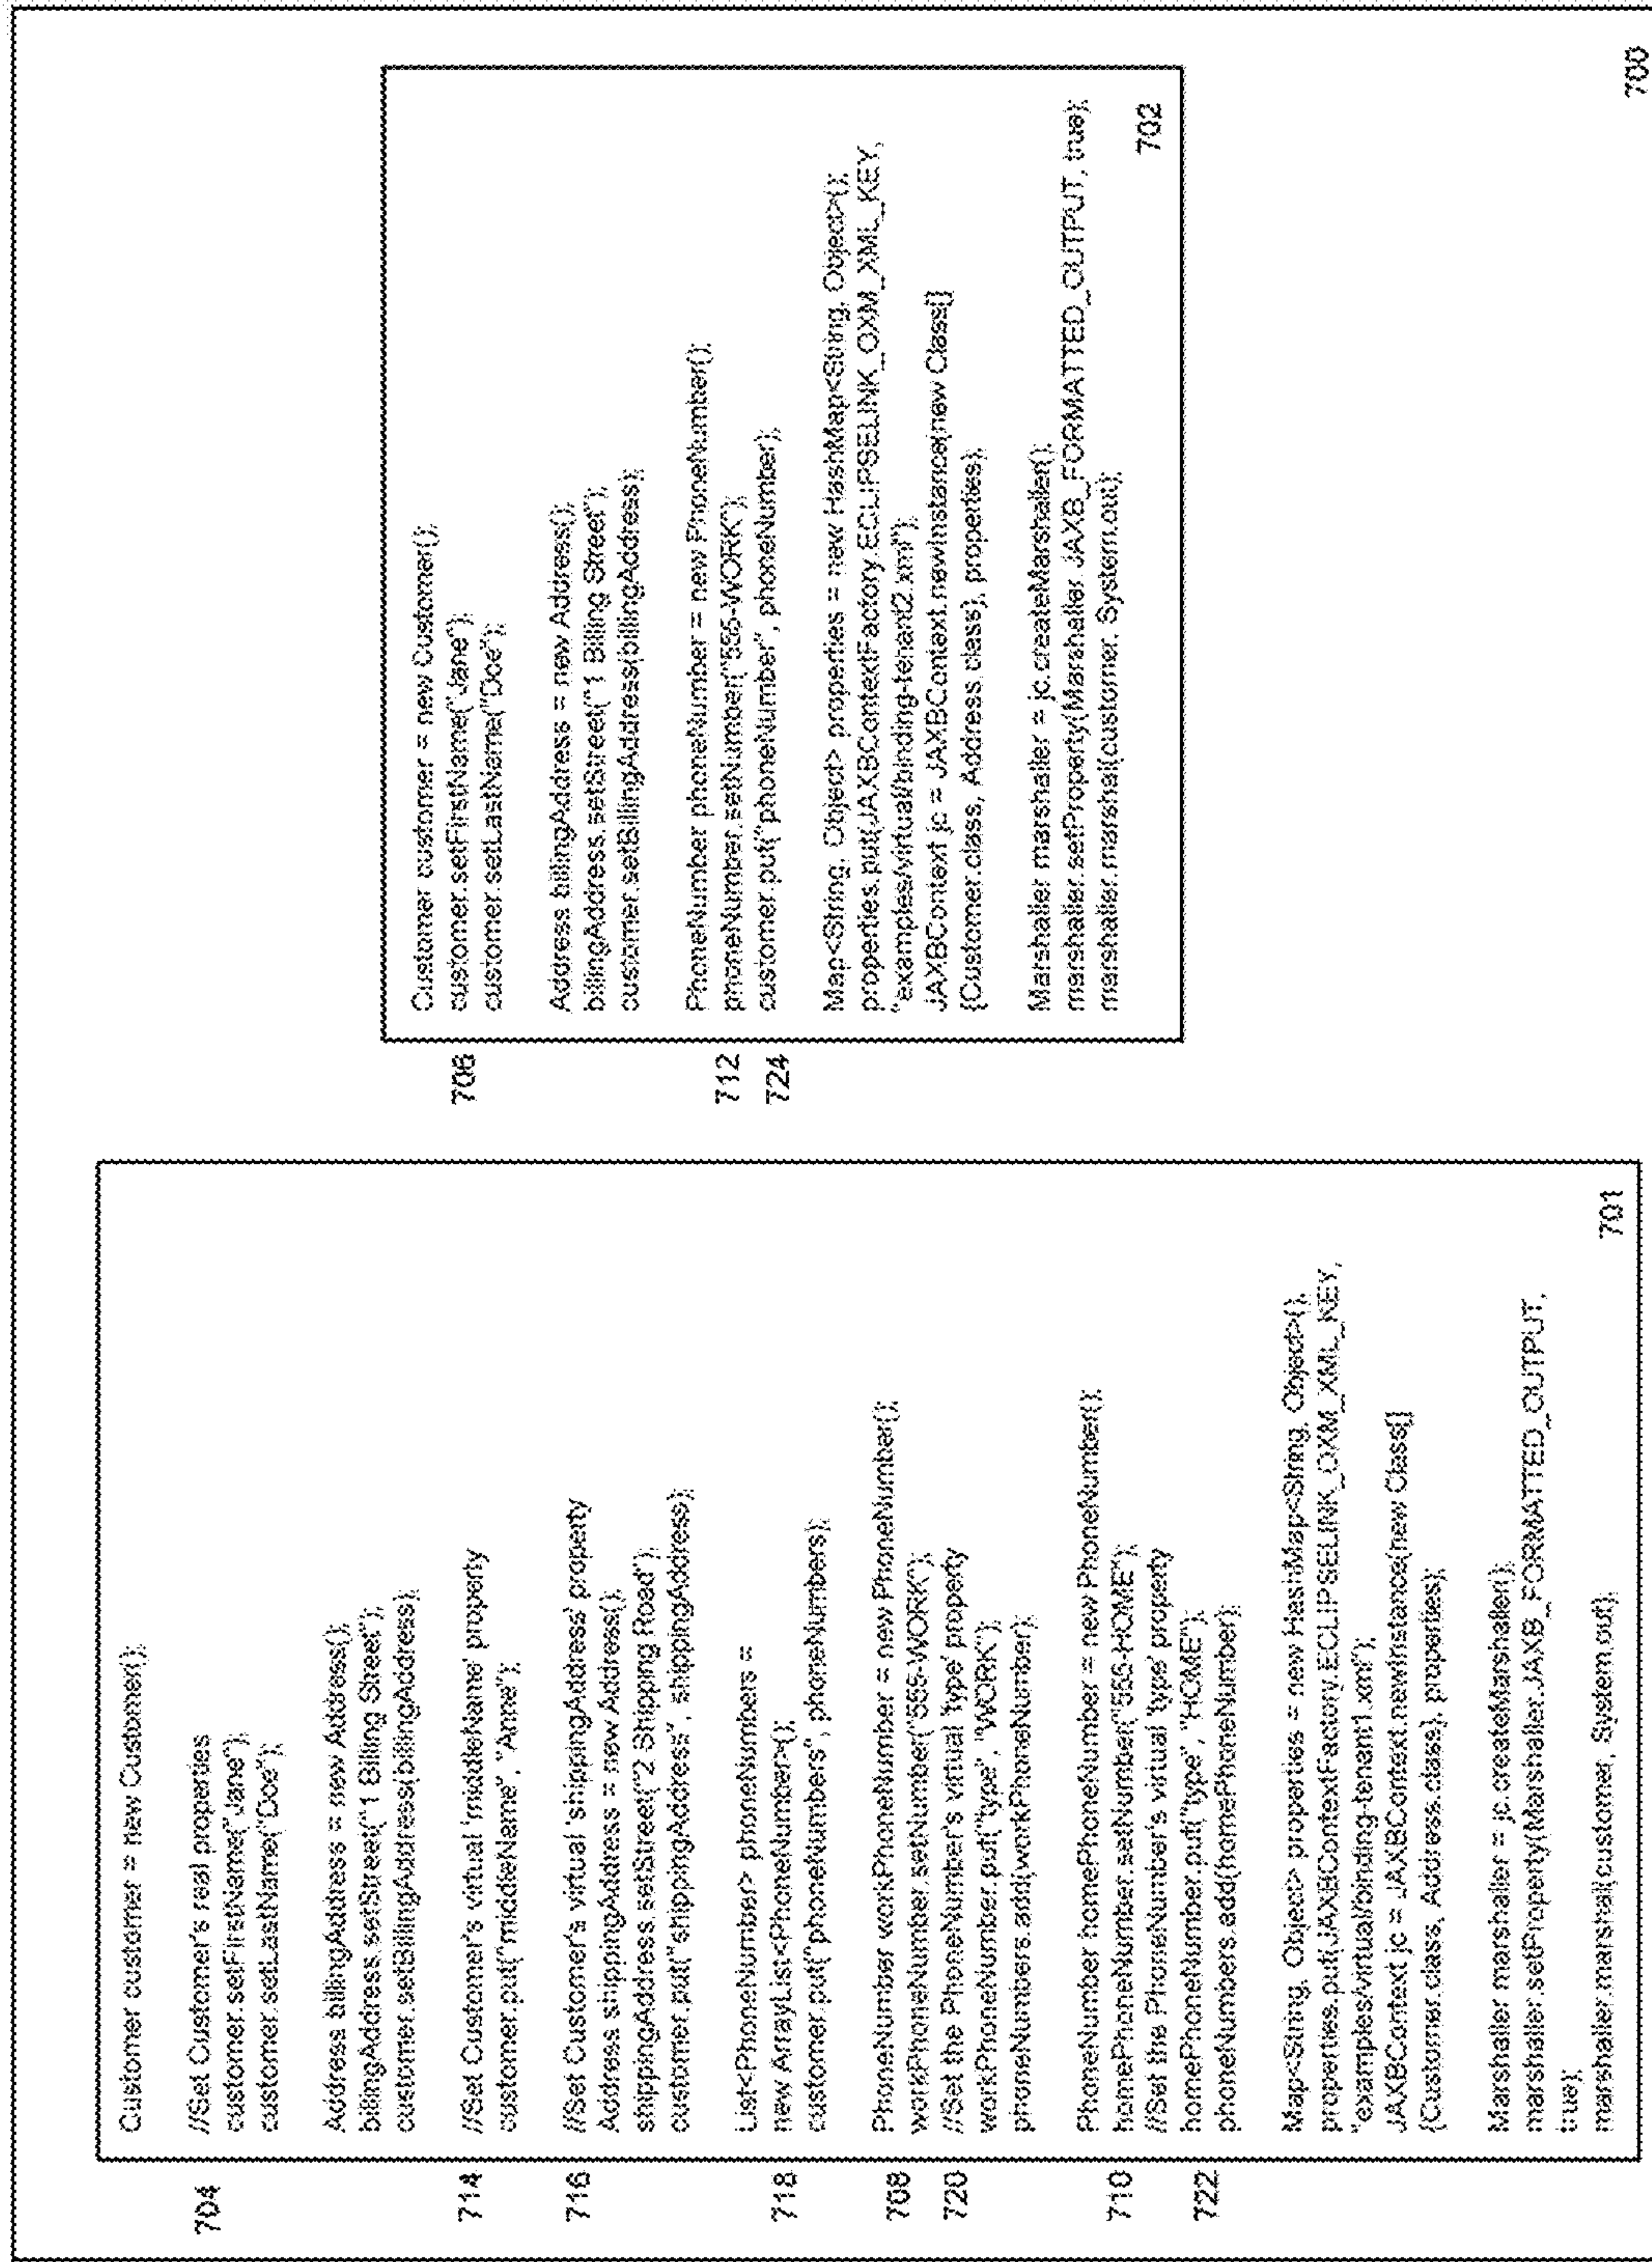 Customer customer = new Customer();
704
//Set Customer's real properties
customer.setFirstName("Jane");
customer.setLastName("Doe");
Address billingAddress = new Address();
billingAddress.setStreet("1 Billing Street");
customer.setBillingAddress(billingAddress);
714
//Set Customer's virtual 'middleName' property
customer.put("middleName", "Anne");
716
//Set Customer's virtual 'shippingAddress' property
Address shippingAddress = new Address();
shippingAddress.setStreet("2 Shipping Road");
customer.put("shippingAddress", shippingAddress);
List<PhoneNumber> phoneNumbers =
new ArrayList<PhoneNumber>();
718
customer.put("phoneNumbers", phoneNumbers);
708
PhoneNumber workPhoneNumber = new PhoneNumber();
workPhoneNumber.setNumber("555-WORK");
720
//Set the PhoneNumber's virtual 'type' property
workPhoneNumber.put("type", "WORK");
phoneNumbers.add(workPhoneNumber);
PhoneNumber homePhoneNumber = new PhoneNumber();
710
homePhoneNumber.setNumber("555-HOME");
//Set the PhoneNumber's virtual 'type' property
722
homePhoneNumber.put("type", "HOME");
phoneNumbers.add(homePhoneNumber);
Map<String, Object> properties = new HashMap<String, Object>();
properties.put(JAXBContextFactory.ECLIPSELINK_OXM_XML_KEY,
"examples/virtual/binding-tenant1.xml");
JAXBContext jc = JAXBContext.newInstance(new Class[]
{Customer.class, Address.class}, properties);
Marshaller marshaller = jc.createMarshaller();
marshaller.setProperty(Marshaller.JAXB_FORMATTED_OUTPUT,
true);
marshaller.marshal(customer, System.out);
701
Customer customer = new Customer();
706
customer.setFirstName("Jane");
customer.setLastName("Doe");
Address billingAddress = new Address();
billingAddress.setStreet("1 Billing Street");
customer.setBillingAddress(billingAddress);
PhoneNumber phoneNumber = new PhoneNumber();
712
phoneNumber.setNumber("555-WORK");
724
customer.put("phoneNumber", phoneNumber);
Map<String, Object> properties = new HashMap<String, Object>();
properties.put(JAXBContextFactory.ECLIPSELINK_OXM_XML_KEY,
"examples/virtual/binding-tenant2.xml");
JAXBContext jc = JAXBContext.newInstance(new Class[]
{Customer.class, Address.class}, properties);
Marshaller marshaller = jc.createMarshaller();
marshaller.setProperty(Marshaller.JAXB_FORMATTED_OUTPUT, true);
marshaller.marshal(customer, System.out);
702
700